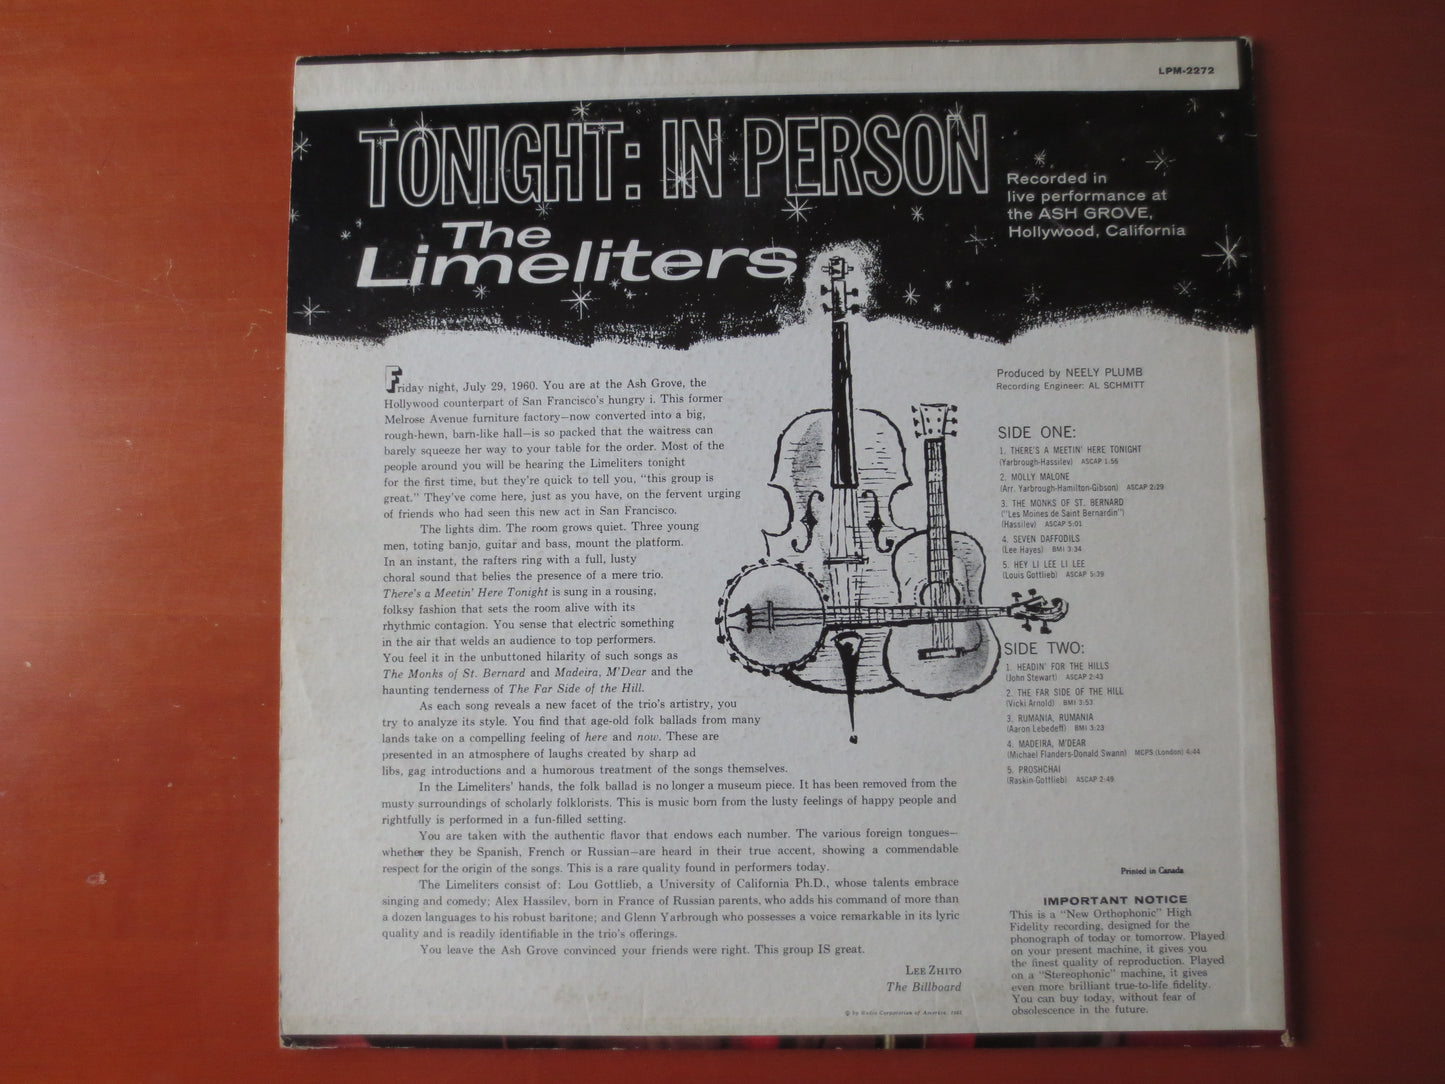 LPM-2272
TONIGHT: IN PERSON
The
Limeliters
Recorded in
live performance at
the ASH GROVE,
Hollywood, California
Friday night, July 29, 1960. You are at the Ash Grove, the
Hollywood counterpart of San Francisco's hungry i. This former
Melrose Avenue furniture factory—now converted into a big,
rough-hewn, barn-like hall—is so packed that the waitress can
barely squeeze her way to your table for the order. Most of the
people around you will be hearing the Limeliters tonight
for the first time, but they're quick to tell you, "this group is
great." They've come here, just as you have, on the fervent urging
of friends who had seen this new act in San Francisco.
The lights dim. The room grows quiet. Three young
men, toting banjo, guitar and bass, mount the platform.
In an instant, the rafters ring with a full, lusty
choral sound that belies the presence of a mere trio.
There's a Meetin' Here Tonight is sung in a rousing,
folksy fashion that sets the room alive with its
rhythmic contagion. You sense that electric something
in the air that welds an audience to top performers.
You feel it in the unbuttoned hilarity of such songs as
The Monks of St. Bernard and Madeira, M'Dear and the
haunting tenderness of The Far Side of the Hill.
As each song reveals a new facet of the trio's artistry, you
try to analyze its style. You find that age-old folk ballads from many
lands take on a compelling feeling of here and now. These are
presented in an atmosphere of laughs created by sharp ad
libs, gag introductions and a humorous treatment of the songs themselves.
In the Limeliters' hands, the folk ballad is no longer a museum piece. It has been removed from the
musty surroundings of scholarly folklorists. This is music born from the lusty feelings of happy people and
rightfully is performed in a fun-filled setting.
You are taken with the authentic flavor that endows each number. The various foreign tongues—
whether they be Spanish, French or Russian—are heard in their true accent, showing a commendable
respect for the origin of the songs. This is a rare quality found in performers today.
The Limeliters consist of: Lou Gottlieb, a University of California Ph.D., whose talents embrace
singing and comedy; Alex Hassilev, born in France of Russian parents, who adds his command of more than
a dozen languages to his robust baritone; and Glenn Yarbrough who possesses a voice remarkable in its lyric
quality and is readily identifiable in the trio's offerings.
You leave the Ash Grove convinced your friends were right. This group IS great.
LEE ZHITO
The Billboard
© by Radio Corporation of America, 1961
Produced by NEELY PLUMB
Recording Engineer: AL SCHMITT
SIDE ONE:
1. THERE'S A MEETIN' HERE TONIGHT
(Yarbrough-Hassilev) ASCAP 1:56
2. MOLLY MALONE
(Arr. Yarbrough-Hamilton-Gibson) ASCAP 2:29
3. THE MONKS OF ST. BERNARD
("Les Moines de Saint Bernardin")
(Hassilev) ASCAP 5:01
4. SEVEN DAFFODILS
(Lee Hayes) BMI 3:34
5. HEY LI LEE LI LEE
(Louis Gottlieb) ASCAP 5:39
SIDE TWO:
1. HEADIN' FOR THE HILLS
(John Stewart) ASCAP 2:43
2. THE FAR SIDE OF THE HILL
(Vicki Arnold) BMI 3:53
3. RUMANIA, RUMANIA
(Aaron Lebedeff) BMI 3:23
4. MADEIRA, M'DEAR
(Michael Flanders-Donald Swann) MCPS (London) 4:44
5. PROSHCHAI
(Raskin-Gottlieb) ASCAP 2:49
Printed in Canada
IMPORTANT NOTICE
This is a "New Orthophonic" High
Fidelity recording, designed for the
phonograph of today or tomorrow. Played
on your present machine, it gives you
the finest quality of reproduction. Played
on a "Stereophonic" machine, it gives
even more brilliant true-to-life fidelity.
You can buy today, without fear of
obsolescence in the future.